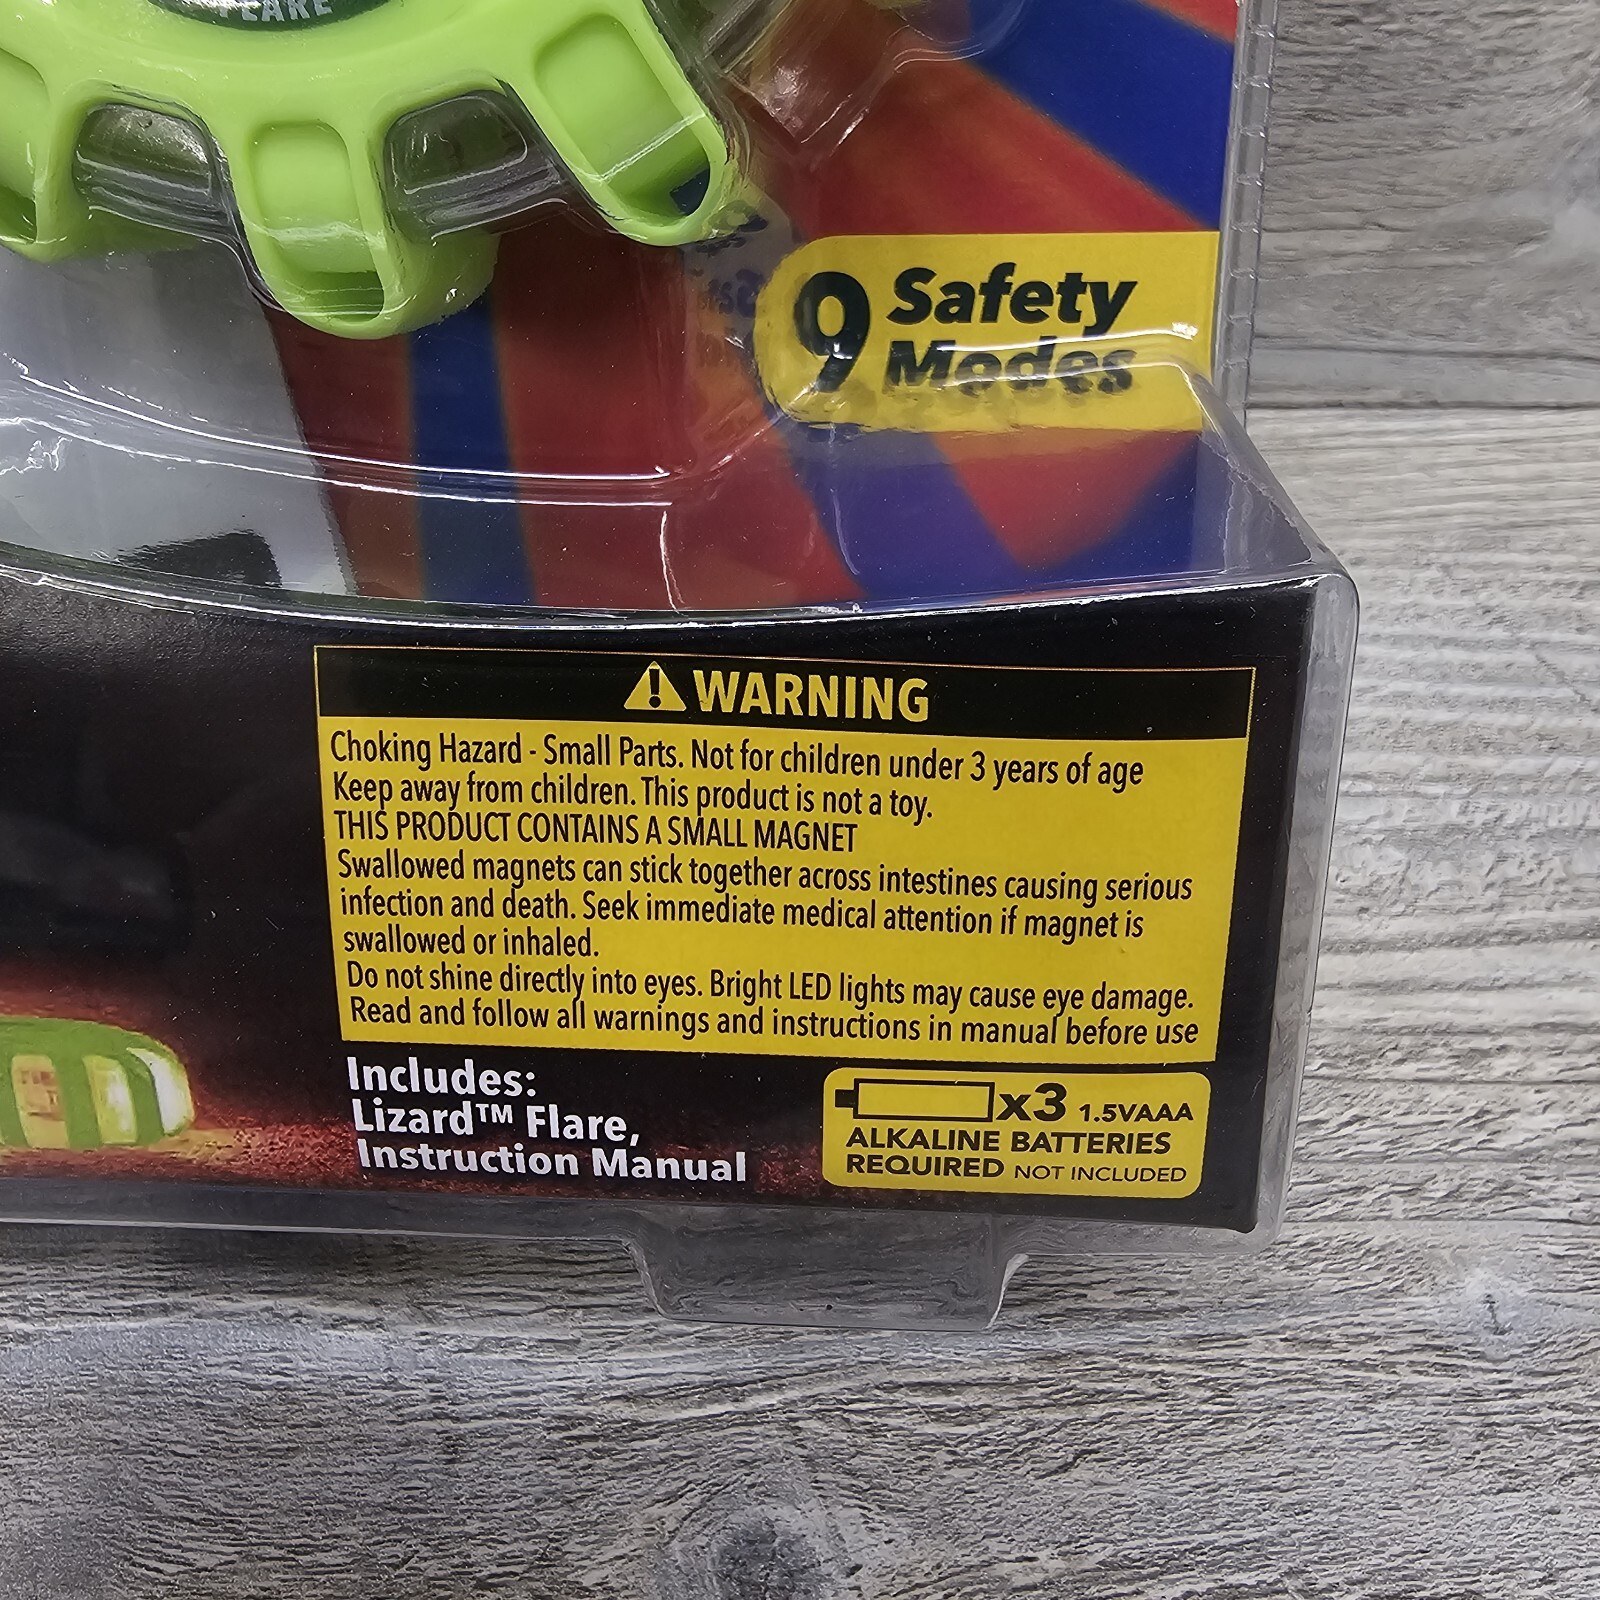 FLARE
9 Safety
Modes
WARNING
Choking Hazard - Small Parts. Not for children under 3 years of age
Keep away from children. This product is not a toy.
THIS PRODUCT CONTAINS A SMALL MAGNET
Swallowed magnets can stick together across intestines causing serious
infection and death. Seek immediate medical attention if magnet is
swallowed or inhaled.
Do not shine directly into eyes. Bright LED lights may cause eye damage.
Read and follow all warnings and instructions in manual before use
Includes:
Lizard™ Flare,
Instruction Manual
x3 1.5VAAA
ALKALINE BATTERIES
REQUIRED NOT INCLUDED